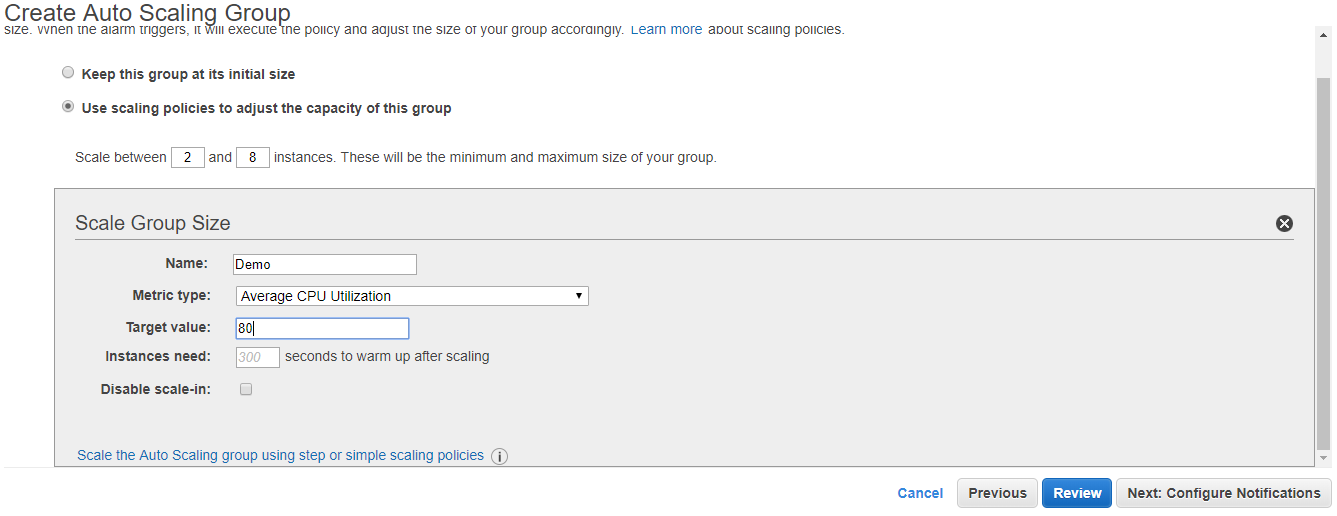 Create Auto Scaling Group
size. When the alarm triggers, it will execute the policy and adjust the size of your group accordingly. Learn more about scaling policies.
Keep this group at its initial size
Use scaling policies to adjust the capacity of this group
Scale between 2 and 8 instances. These will be the minimum and maximum size of your group.
Scale Group Size
Name: Demo
Metric type: Average CPU Utilization
Target value: 80
Instances need: 300 seconds to warm up after scaling
Disable scale-in:
Scale the Auto Scaling group using step or simple scaling policies i
Cancel Previous Review Next: Configure Notifications